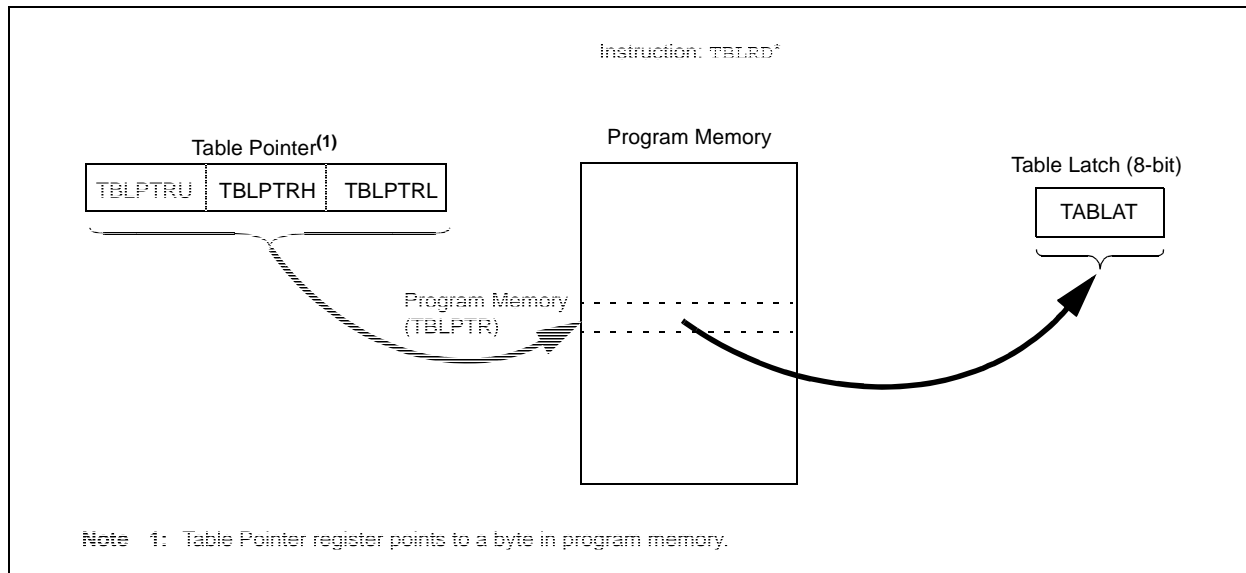 Instruction: TBLRD*
Table Pointer(1)
Program Memory
Table Latch (8-bit)
TBLPTRU TBLPTRH TBLPTRL
TABLAT
Program Memory
(TBLPTR)
Note 1: Table Pointer register points to a byte in program memory.